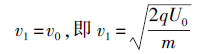 v₁ = v₀ , 即 v₁ = √(2qU₀/m)